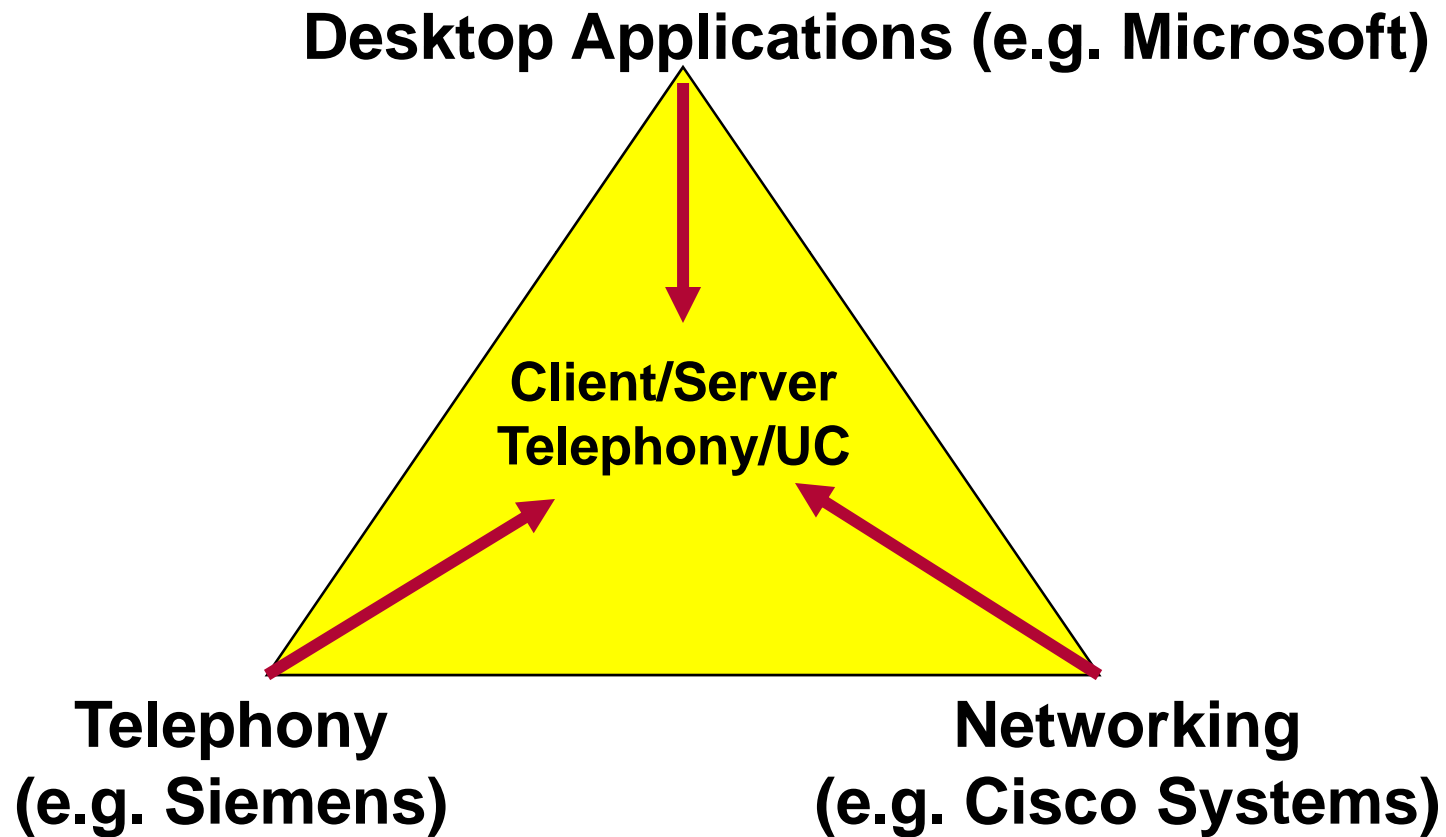 Desktop Applications (e.g. Microsoft)
Client/Server
Telephony/UC
Telephony
(e.g. Siemens)
Networking
(e.g. Cisco Systems)